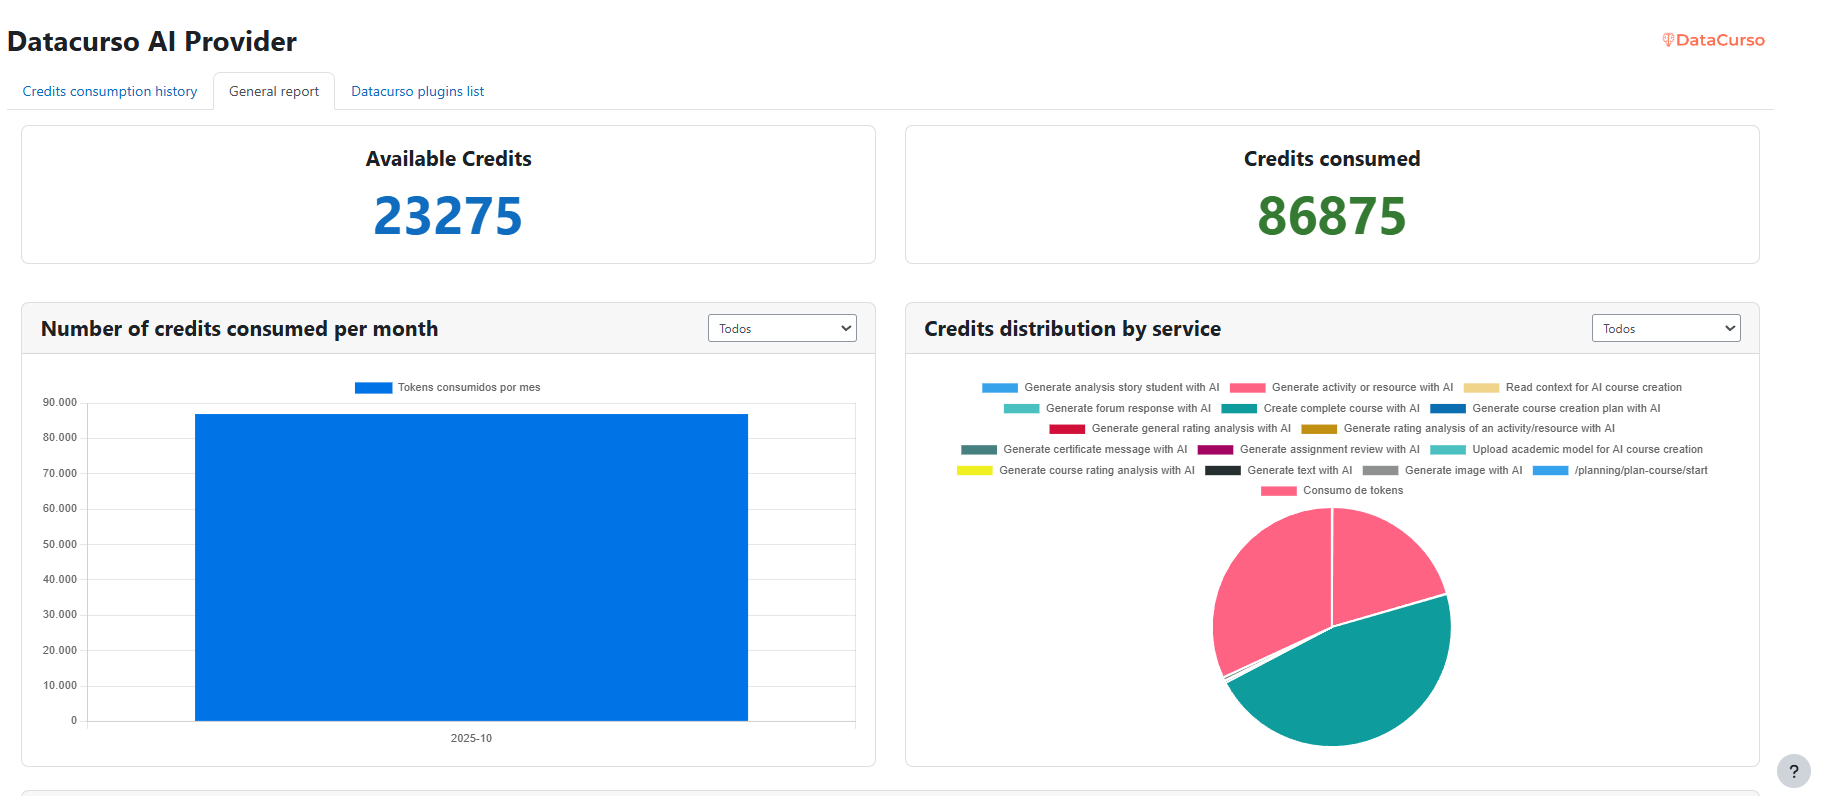 Datacurso AI Provider
DataCurso
Credits consumption history
General report
Datacurso plugins list
Available Credits
23275
Credits consumed
86875
Number of credits consumed per month
Todos
Tokens consumidos por mes
90.000
80.000
70.000
60.000
50.000
40.000
30.000
20.000
10.000
0
2025-10
Credits distribution by service
Todos
Generate analysis story student with AI Generate activity or resource with AI Read context for AI course creation
Generate forum response with AI Create complete course with AI Generate course creation plan with AI
Generate general rating analysis with AI Generate rating analysis of an activity/resource with AI
Generate certificate message with AI Generate assignment review with AI Upload academic model for AI course creation
Generate course rating analysis with AI Generate text with AI Generate image with AI /planning/plan-course/start
Consumo de tokens
?